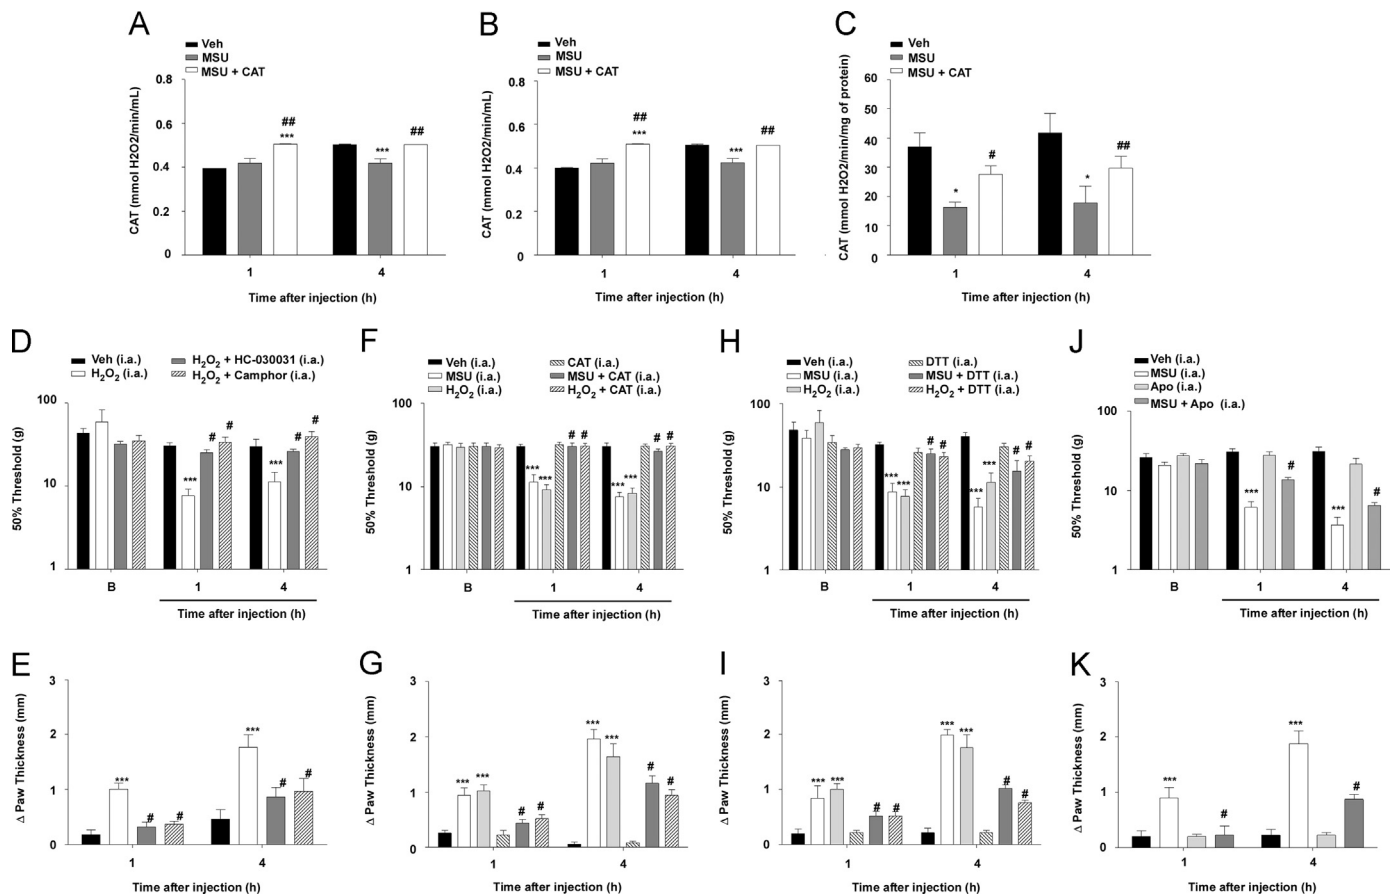 A
Veh
MSU
MSU + CAT
CAT (mmol H2O2/min/mL)
0.8
0.6
0.4
0.2
0
##
***
***
##
1
4
Time after injection (h)
B
Veh
MSU
MSU + CAT
CAT (mmol H2O2/min/mL)
0.8
0.6
0.4
0.2
0
##
***
***
##
1
4
Time after injection (h)
C
Veh
MSU
MSU + CAT
CAT (mmol H2O2/min/mg of protein)
60
50
40
30
20
10
0
*
#
*
##
1
4
Time after injection (h)
D
Veh (i.a.)
H2O2 (i.a.)
H2O2 + HC-030031 (i.a.)
H2O2 + Camphor (i.a.)
50% Threshold (g)
100
10
1
***
#
#
***
#
#
B
1
4
Time after injection (h)
F
Veh (i.a.)
MSU (i.a.)
H2O2 (i.a.)
CAT (i.a.)
MSU + CAT (i.a.)
H2O2 + CAT (i.a.)
50% Threshold (g)
100
10
1
***
***
#
#
***
***
#
#
B
1
4
Time after injection (h)
H
Veh (i.a.)
MSU (i.a.)
H2O2 (i.a.)
DTT (i.a.)
MSU + DTT (i.a.)
H2O2 + DTT (i.a.)
50% Threshold (g)
100
10
1
***
***
#
#
***
***
#
#
B
1
4
Time after injection (h)
J
Veh (i.a.)
MSU (i.a.)
Apo (i.a.)
MSU + Apo (i.a.)
50% Threshold (g)
100
10
1
***
#
***
#
B
1
4
Time after injection (h)
E
Δ Paw Thickness (mm)
3
2
1
0
***
#
#
***
#
#
1
4
Time after injection (h)
G
Δ Paw Thickness (mm)
3
2
1
0
***
***
#
#
***
***
#
#
1
4
Time after injection (h)
I
Δ Paw Thickness (mm)
3
2
1
0
***
***
#
#
***
***
#
#
1
4
Time after injection (h)
K
Δ Paw Thickness (mm)
3
2
1
0
***
#
***
#
1
4
Time after injection (h)